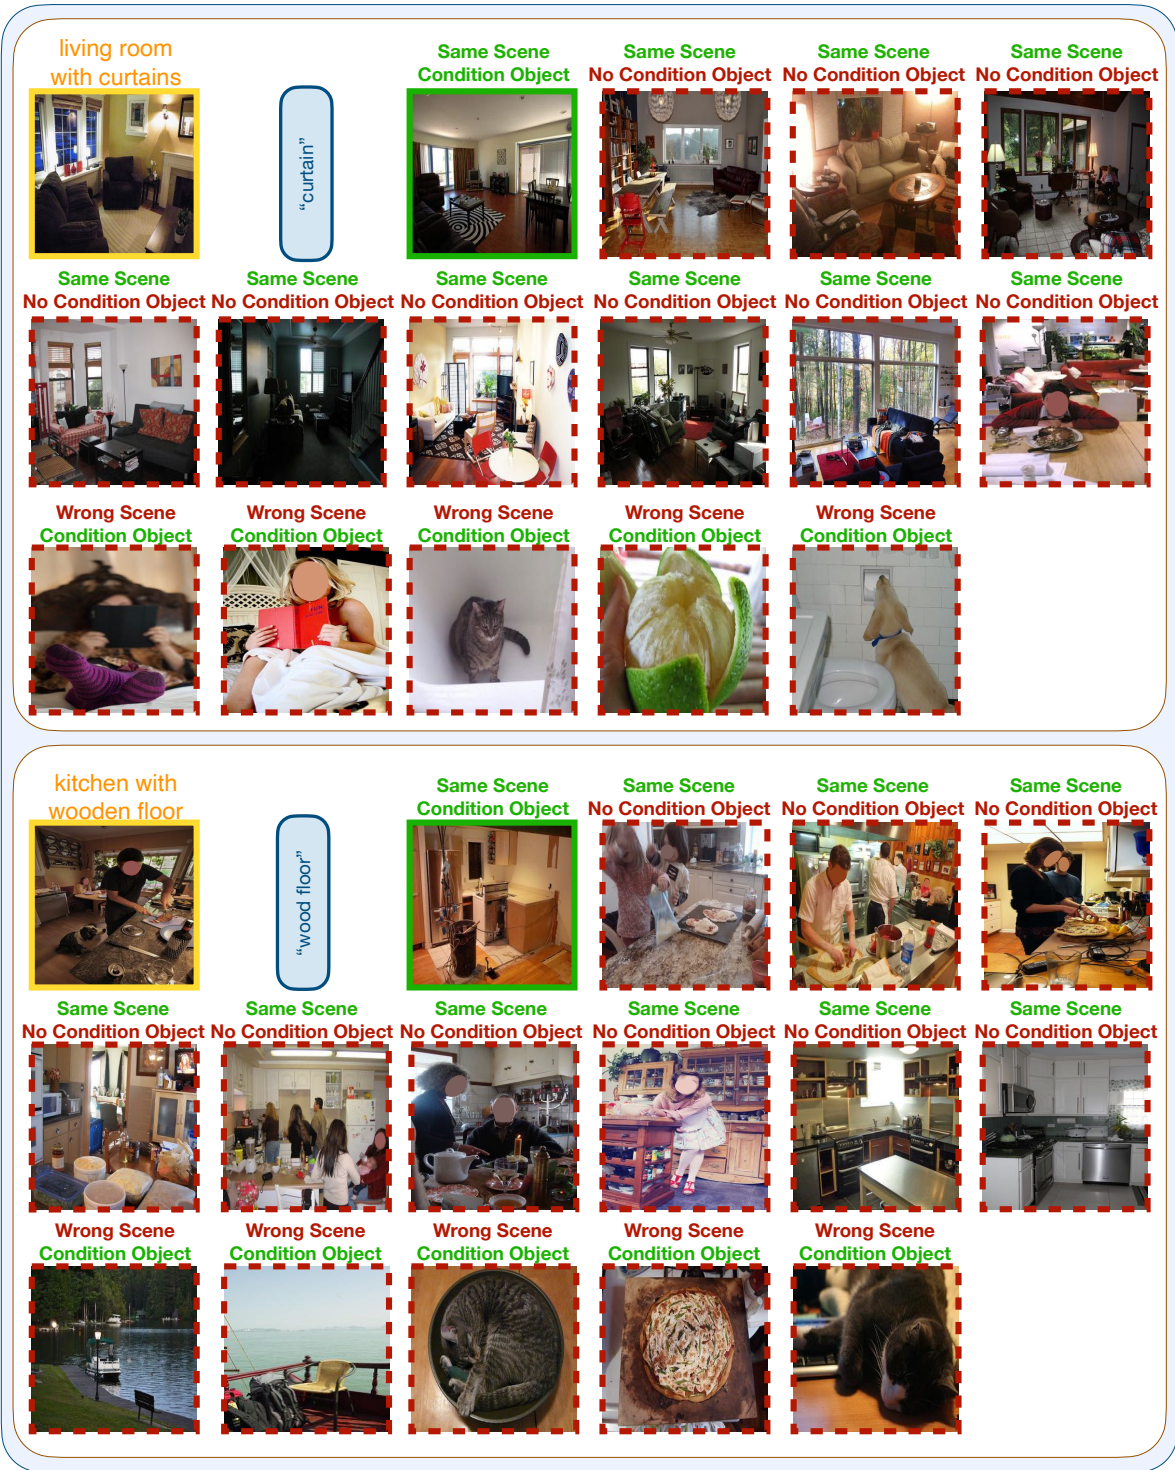 living room
with curtains
"curtain"
Same Scene
Condition Object
Same Scene
No Condition Object
Same Scene
No Condition Object
Same Scene
No Condition Object
Same Scene
No Condition Object
Same Scene
No Condition Object
Same Scene
No Condition Object
Same Scene
No Condition Object
Same Scene
No Condition Object
Same Scene
No Condition Object
Wrong Scene
Condition Object
Wrong Scene
Condition Object
Wrong Scene
Condition Object
Wrong Scene
Condition Object
Wrong Scene
Condition Object
kitchen with
wooden floor
"wood floor"
Same Scene
Condition Object
Same Scene
No Condition Object
Same Scene
No Condition Object
Same Scene
No Condition Object
Same Scene
No Condition Object
Same Scene
No Condition Object
Same Scene
No Condition Object
Same Scene
No Condition Object
Same Scene
No Condition Object
Same Scene
No Condition Object
Wrong Scene
Condition Object
Wrong Scene
Condition Object
Wrong Scene
Condition Object
Wrong Scene
Condition Object
Wrong Scene
Condition Object